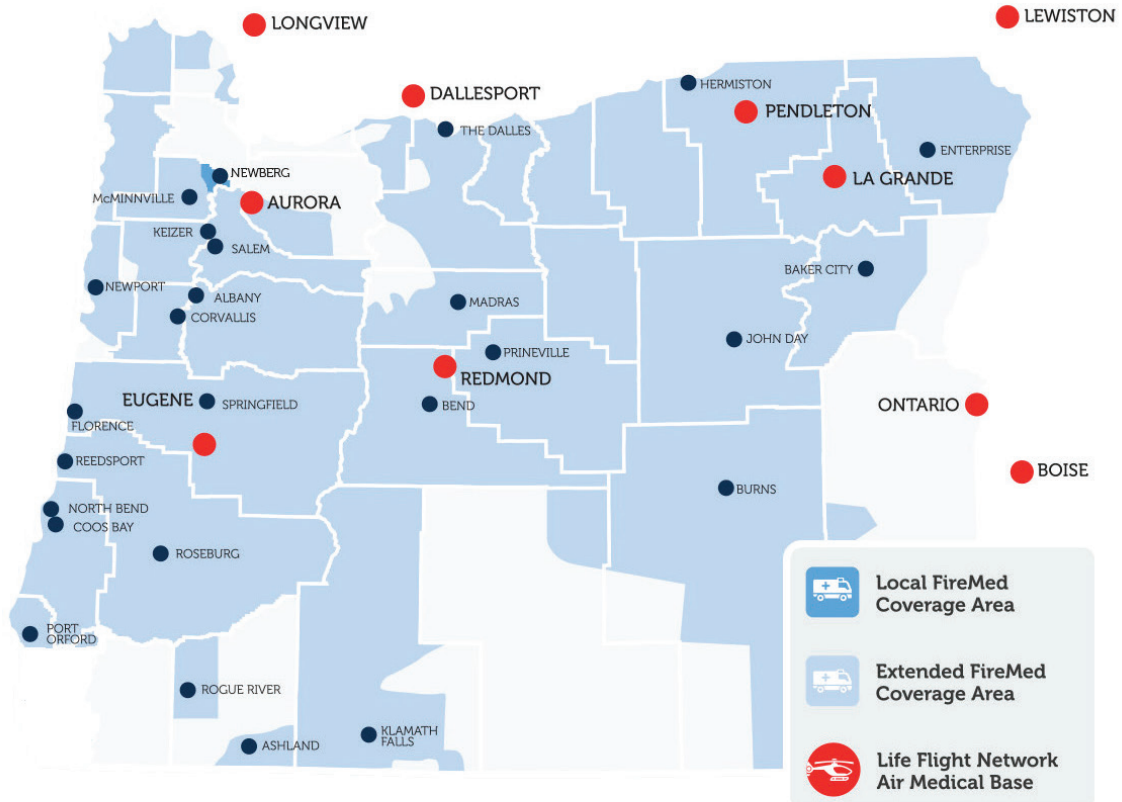 LONGVIEW
LEWISTON
DALLESPORT
HERMISTON
PENDLETON
THE DALLES
ENTERPRISE
NEWBERG
LA GRANDE
McMINNVILLE
AURORA
KEIZER
SALEM
BAKER CITY
NEWPORT
ALBANY
MADRAS
CORVALLIS
JOHN DAY
PRINEVILLE
REDMOND
EUGENE
SPRINGFIELD
BEND
ONTARIO
FLORENCE
REEDSPORT
BOISE
BURNS
NORTH BEND
COOS BAY
ROSEBURG
PORT
ORFORD
ROGUE RIVER
KLAMATH
FALLS
ASHLAND
Local FireMed
Coverage Area
Extended FireMed
Coverage Area
Life Flight Network
Air Medical Base